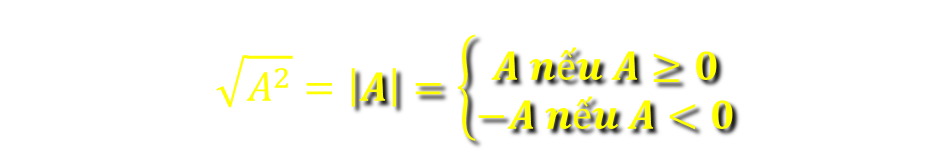 √A² = |A| = { A nếu A ≥ 0
−A nếu A < 0